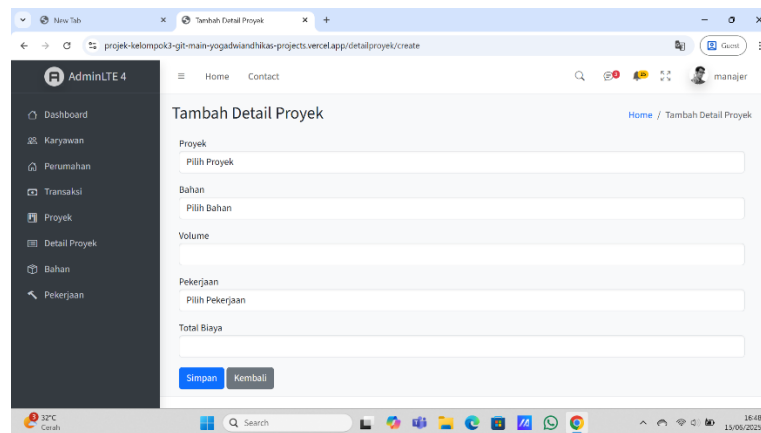 New Tab
Tambah Detail Proyek
projek-kelompok3-git-main-yogadwiandhikas-projects.vercel.app/detailproyek/create
Guest
AdminLTE 4
Home Contact
manajer
Dashboard
Karyawan
Perumahan
Transaksi
Proyek
Detail Proyek
Bahan
Pekerjaan
Tambah Detail Proyek
Home / Tambah Detail Proyek
Proyek
Pilih Proyek
Bahan
Pilih Bahan
Volume
Pekerjaan
Pilih Pekerjaan
Total Biaya
Simpan Kembali
32°C
Cerah
Search
16:48
15/06/2025